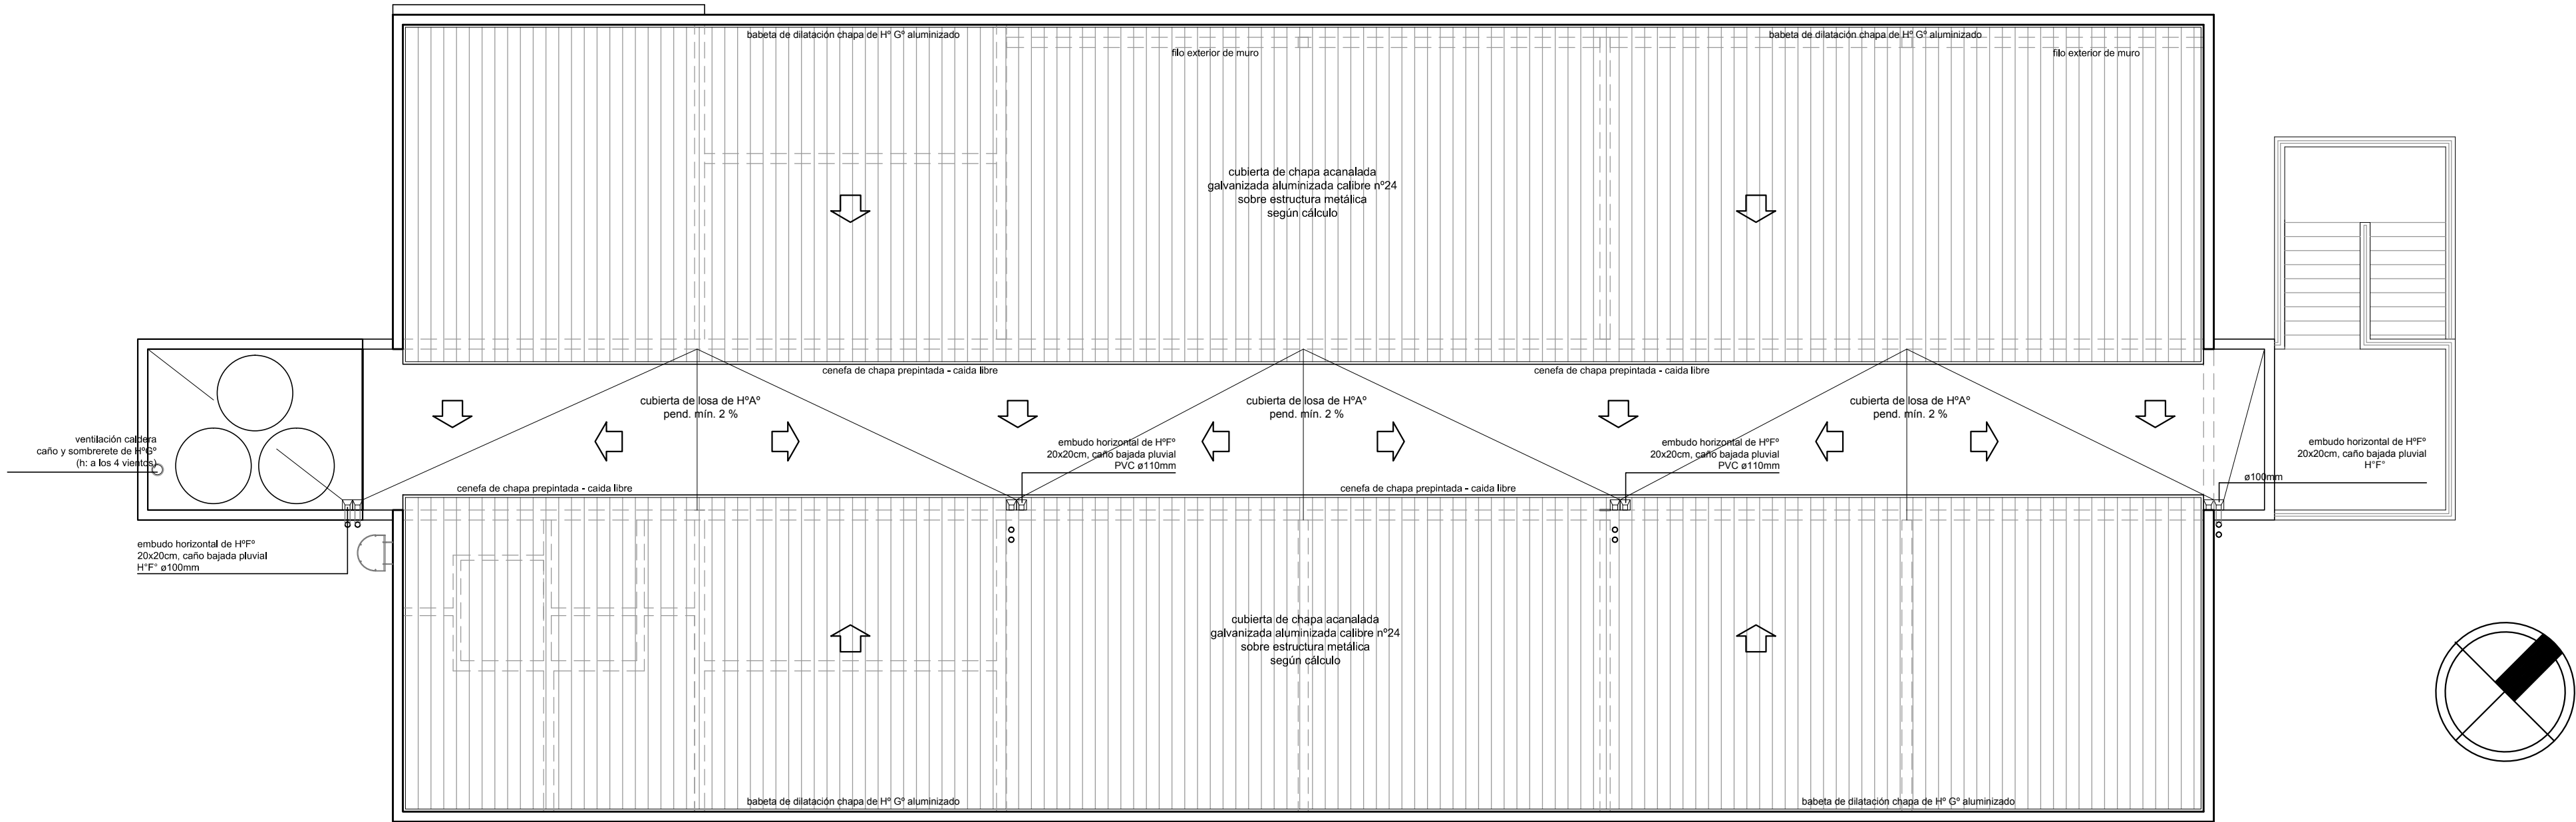 babeta de dilatación chapa de Hº Gº aluminizado
babeta de dilatación chapa de Hº Gº aluminizado
filo exterior de muro
filo exterior de muro
cubierta de chapa acanalada
galvanizada aluminizada calibre nº24
sobre estructura metálica
según cálculo
cenefa de chapa prepintada - caida libre
cenefa de chapa prepintada - caida libre
cubierta de losa de HºAº
pend. mín. 2 %
cubierta de losa de HºAº
pend. mín. 2 %
cubierta de losa de HºAº
pend. mín. 2 %
ventilación caldera
caño y sombrerete de HºGº
(h: a los 4 vientos)
embudo horizontal de HºFº
20x20cm, caño bajada pluvial
PVC ø110mm
embudo horizontal de HºFº
20x20cm, caño bajada pluvial
PVC ø110mm
embudo horizontal de HºFº
20x20cm, caño bajada pluvial
H°F°
ø100mm
cenefa de chapa prepintada - caida libre
cenefa de chapa prepintada - caida libre
embudo horizontal de HºFº
20x20cm, caño bajada pluvial
H°F° ø100mm
cubierta de chapa acanalada
galvanizada aluminizada calibre nº24
sobre estructura metálica
según cálculo
babeta de dilatación chapa de Hº Gº aluminizado
babeta de dilatación chapa de Hº Gº aluminizado